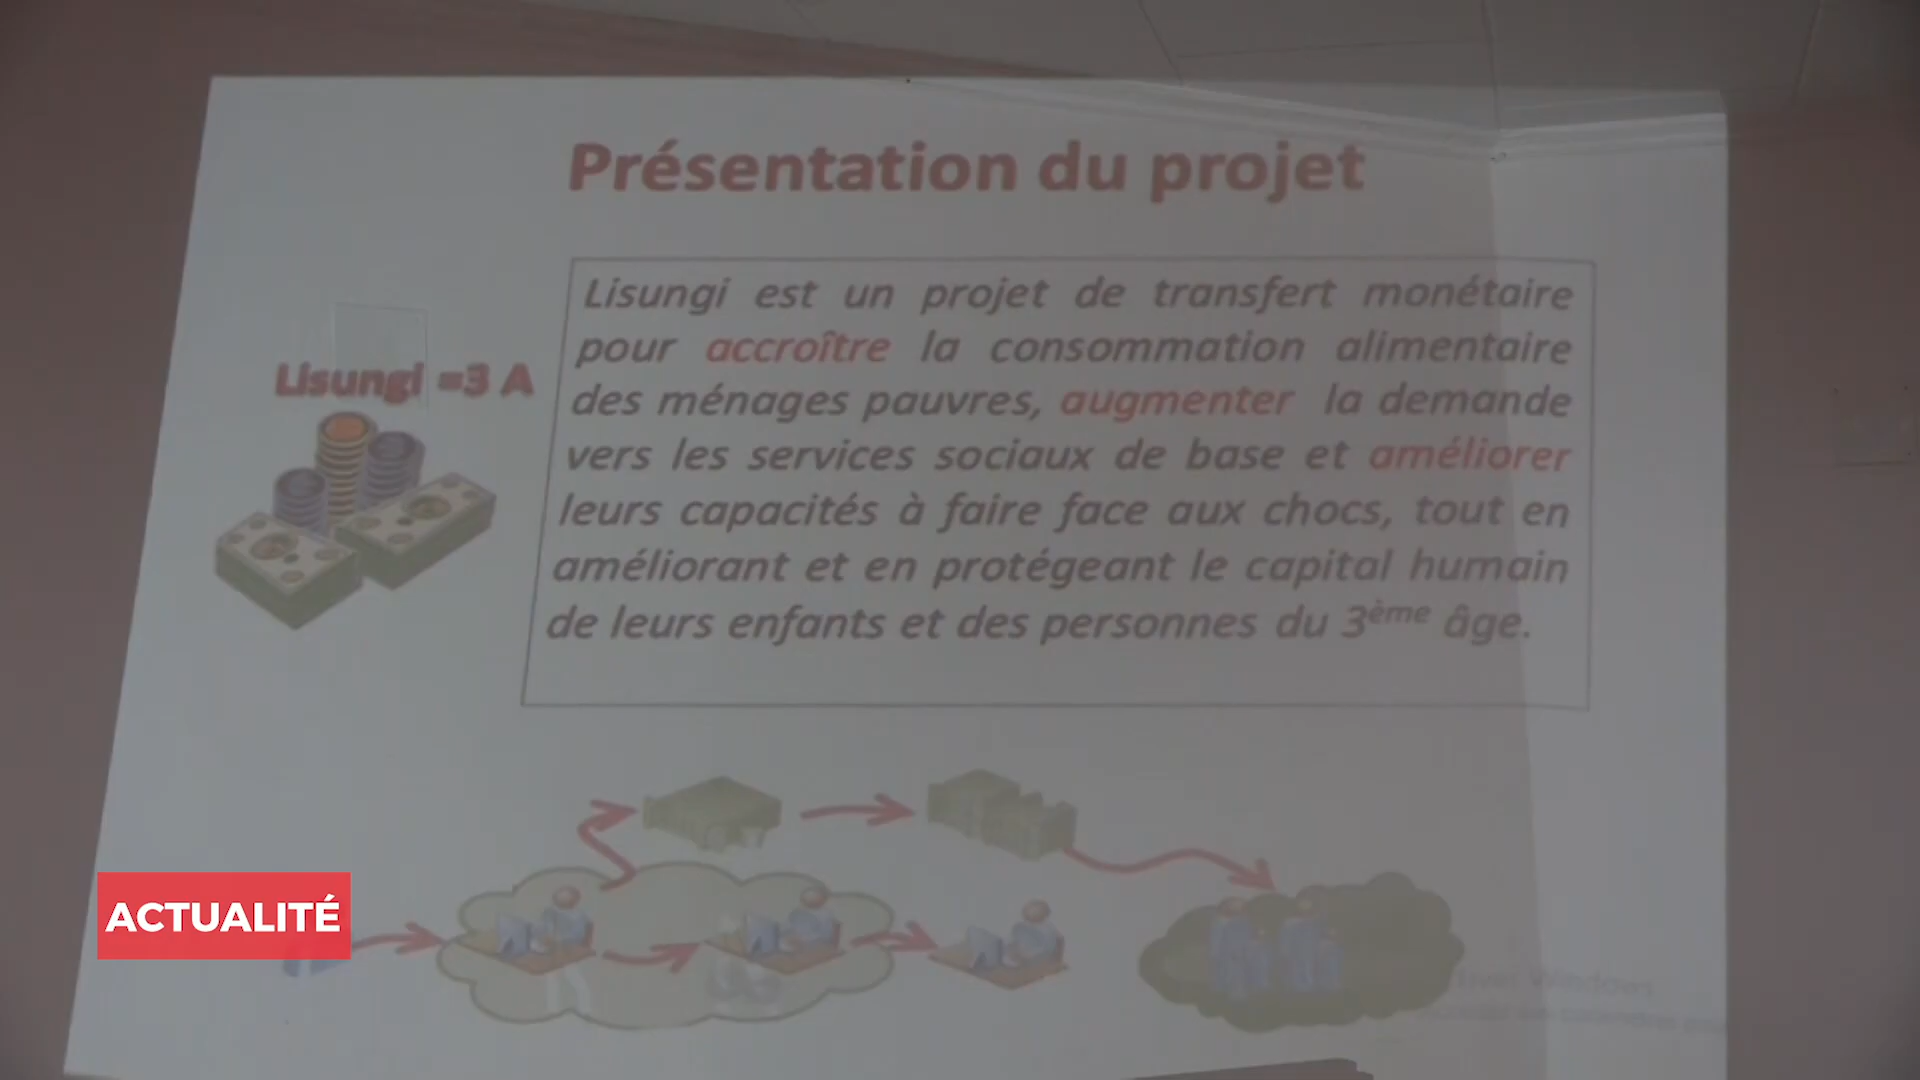 Présentation du projet
Lisungi =3 A
Lisungi est un projet de transfert monétaire
pour accroître la consommation alimentaire
des ménages pauvres, augmenter la demande
vers les services sociaux de base et améliorer
leurs capacités à faire face aux chocs, tout en
améliorant et en protégeant le capital humain
de leurs enfants et des personnes du 3ème âge.
ACTUALITÉ